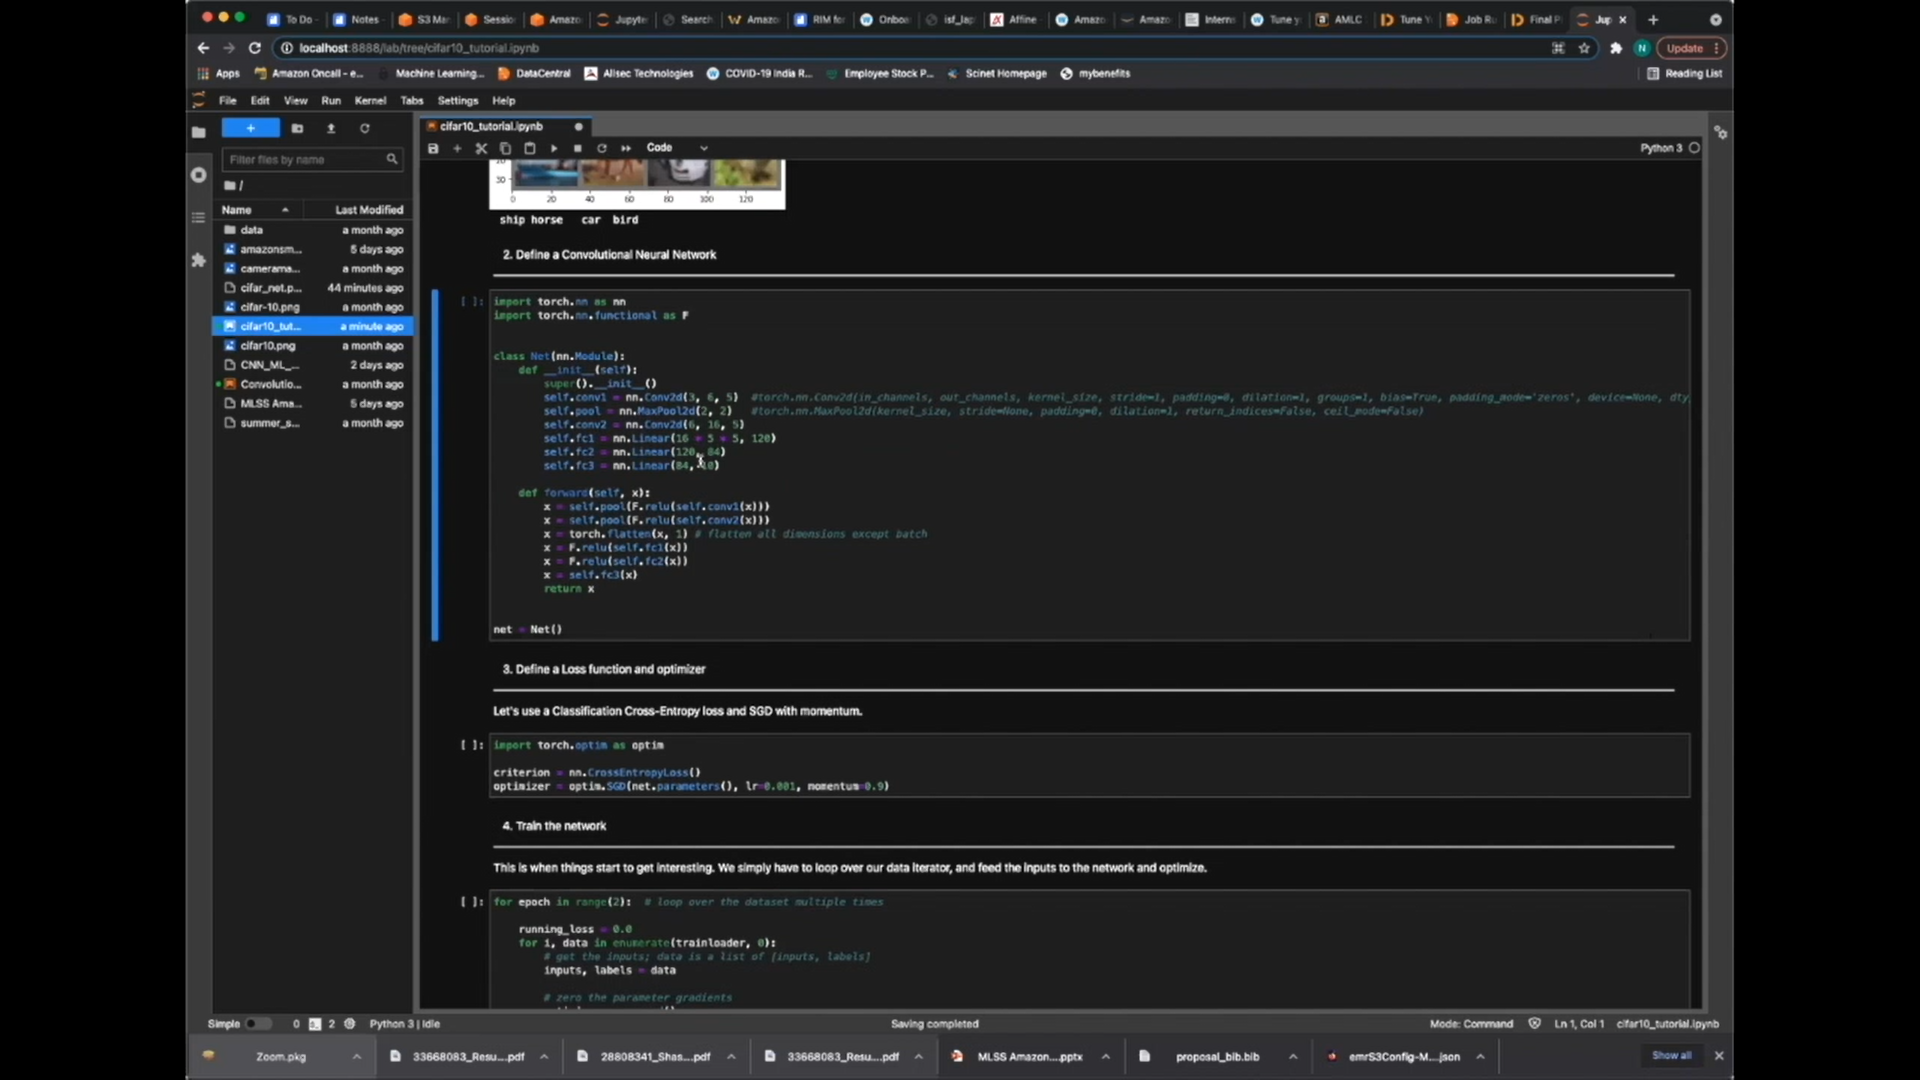 To Do - Notes - S3 Ma Sessio Amazo Jupyte Search Amazo RIM for Onbo isf_la Affine Amazo Amazo Intern Tune y AMLC Tune Y Job Ru Final P Jup
localhost:8888/lab/tree/cifar10_tutorial.ipynb
N Update
Apps Amazon Oncall - e... Machine Learning... DataCentral Allsec Technologies COVID-19 India R... Employee Stock P... Scinet Homepage mybenefits Reading List
File Edit View Run Kernel Tabs Settings Help
cifar10_tutorial.ipynb
Filter files by name
Code
Python 3
/
Name Last Modified
data a month ago
amazonsm... 5 days ago
camerama... a month ago
cifar_net.p... 44 minutes ago
cifar-10.png a month ago
cifar10_tut... a minute ago
cifar10.png a month ago
CNN_ML_... 2 days ago
Convolutio... a month ago
MLSS Ama... 5 days ago
summer_s... a month ago
30
0 20 40 60 80 100 120
ship horse car bird
2. Define a Convolutional Neural Network
[ ]: import torch.nn as nn
import torch.nn.functional as F
class Net(nn.Module):
def __init__(self):
super().__init__()
self.conv1 = nn.Conv2d(3, 6, 5) #torch.nn.Conv2d(in_channels, out_channels, kernel_size, stride=1, padding=0, dilation=1, groups=1, bias=True, padding_mode='zeros', device=None, dty
self.pool = nn.MaxPool2d(2, 2) #torch.nn.MaxPool2d(kernel_size, stride=None, padding=0, dilation=1, return_indices=False, ceil_mode=False)
self.conv2 = nn.Conv2d(6, 16, 5)
self.fc1 = nn.Linear(16 * 5 * 5, 120)
self.fc2 = nn.Linear(120, 84)
self.fc3 = nn.Linear(84, 10)
def forward(self, x):
x = self.pool(F.relu(self.conv1(x)))
x = self.pool(F.relu(self.conv2(x)))
x = torch.flatten(x, 1) # flatten all dimensions except batch
x = F.relu(self.fc1(x))
x = F.relu(self.fc2(x))
x = self.fc3(x)
return x
net = Net()
3. Define a Loss function and optimizer
Let's use a Classification Cross-Entropy loss and SGD with momentum.
[ ]: import torch.optim as optim
criterion = nn.CrossEntropyLoss()
optimizer = optim.SGD(net.parameters(), lr=0.001, momentum=0.9)
4. Train the network
This is when things start to get interesting. We simply have to loop over our data iterator, and feed the inputs to the network and optimize.
[ ]: for epoch in range(2): # loop over the dataset multiple times
running_loss = 0.0
for i, data in enumerate(trainloader, 0):
# get the inputs; data is a list of [inputs, labels]
inputs, labels = data
# zero the parameter gradients
Simple 0 2 Python 3 | Idle Saving completed Mode: Command Ln 1, Col 1 cifar10_tutorial.ipynb
Zoom.pkg 33668083_Resu....pdf 28808341_Shas....pdf 33668083_Resu....pdf MLSS Amazon....pptx proposal_bib.bib emrS3Config-M....json Show all